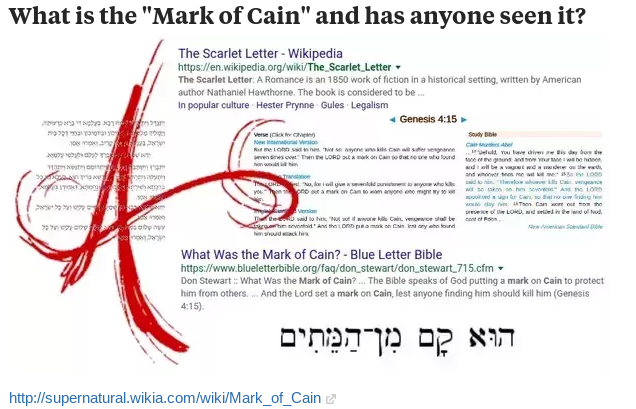 What is the "Mark of Cain" and has anyone seen it?
The Scarlet Letter - Wikipedia
https://en.wikipedia.org/wiki/The_Scarlet_Letter
The Scarlet Letter: A Romance is an 1850 work of fiction in a historical setting, written by American
author Nathaniel Hawthorne. The book is considered to be ...
In popular culture · Hester Prynne · Gules · Legalism
Genesis 4:15
Verse (Click for Chapter)
New International Version
But the LORD said to him, "Not so; anyone who kills Cain will suffer vengeance
seven times over." Then the LORD put a mark on Cain so that no one who found
him would kill him.
Translation
The LORD replied, "No, for I will give a sevenfold punishment to anyone who kills
you." Then the LORD put a mark on Cain to warn anyone who might try to kill
him.
Version
Then the LORD said to him, "Not so! If anyone kills Cain, vengeance shall be
taken on him sevenfold." And the LORD put a mark on Cain, lest any who found
him should attack him.
Study Bible
Cain Murders Abel
…14"Behold, You have driven me this day from the
face of the ground; and from Your face I will be hidden,
and I will be a vagrant and a wanderer on the earth,
and whoever finds me will kill me." 15So the LORD
said to him, "Therefore whoever kills Cain, vengeance
will be taken on him sevenfold." And the LORD
appointed a sign for Cain, so that no one finding him
would slay him. 16Then Cain went out from the
presence of the LORD, and settled in the land of Nod,
east of Eden.…
New American Standard Bible
What Was the Mark of Cain? - Blue Letter Bible
https://www.blueletterbible.org/faq/don_stewart/don_stewart_715.cfm
Don Stewart :: What Was the Mark of Cain? ... The Bible speaks of God putting a mark on Cain to protect
him from others. ... And the Lord set a mark on Cain, lest anyone finding him should kill him (Genesis
4:15).
הוּא קָם מִן־הַמֵּתִים
http://supernatural.wikia.com/wiki/Mark_of_Cain